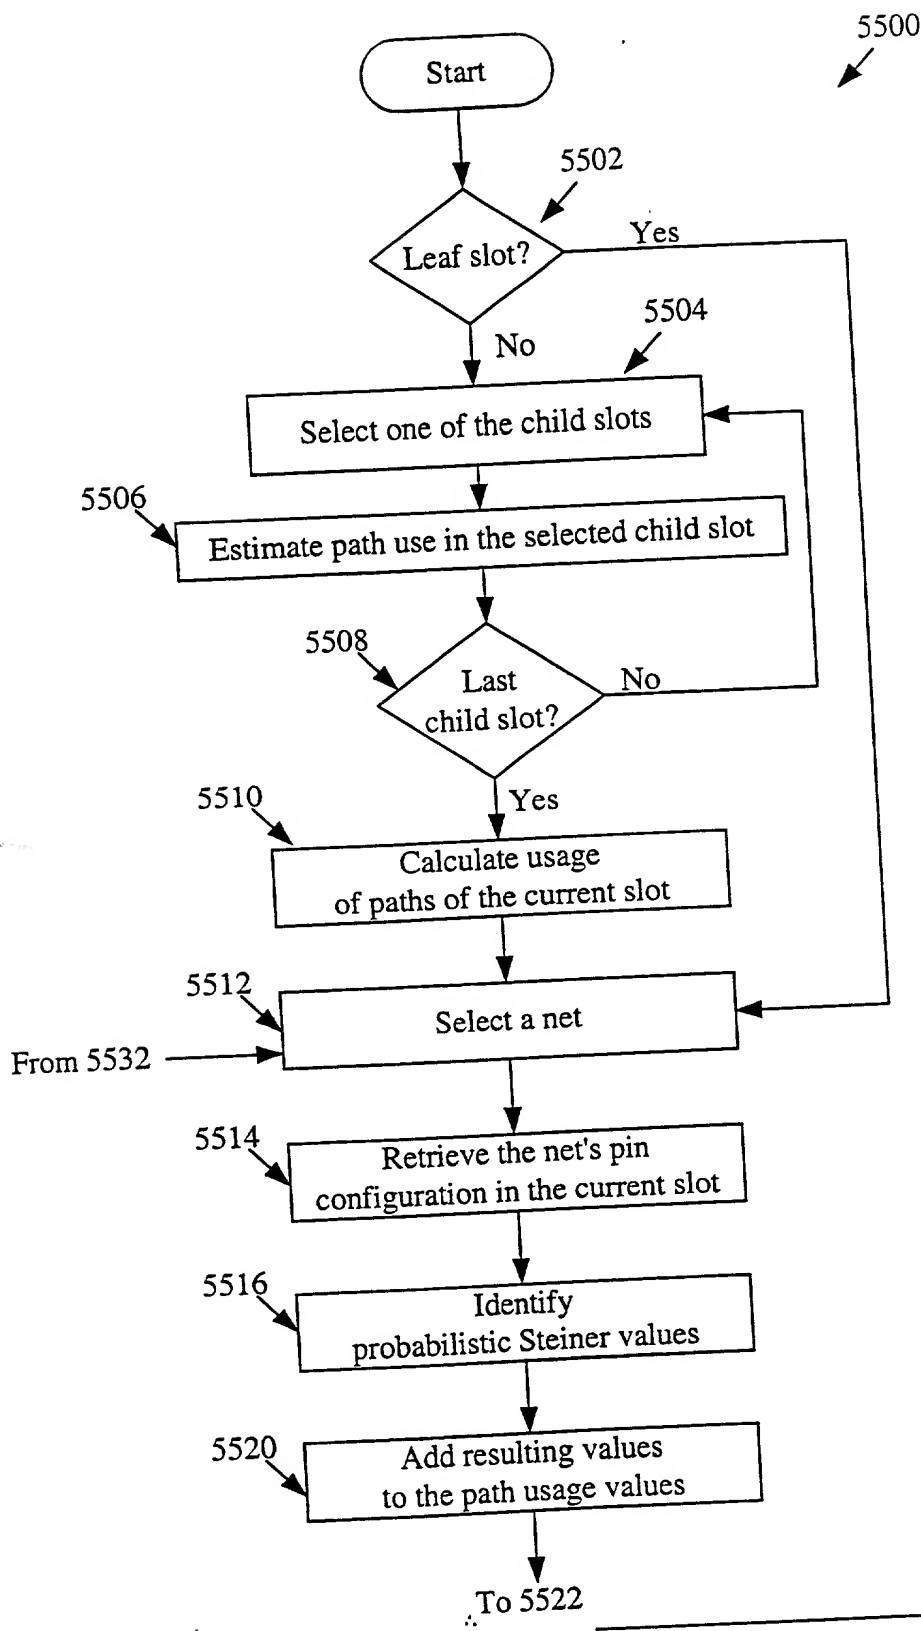 5500
Start
5502
Leaf slot?
Yes
No
5504
Select one of the child slots
5506
Estimate path use in the selected child slot
5508
Last
child slot?
No
Yes
5510
Calculate usage
of paths of the current slot
5512
Select a net
From 5532
5514
Retrieve the net's pin
configuration in the current slot
5516
Identify
probabilistic Steiner values
5520
Add resulting values
to the path usage values
To 5522